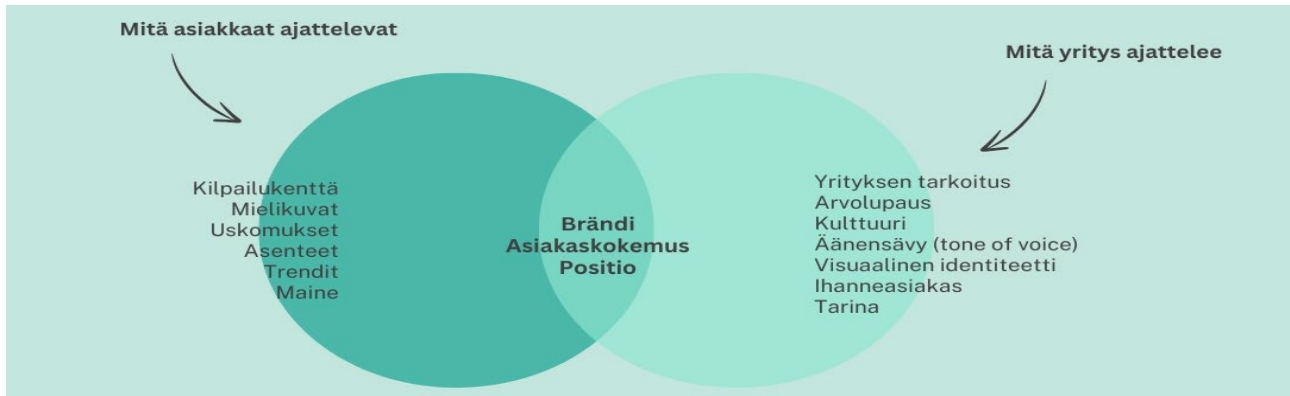 Mitä asiakkaat ajattelevat
Mitä yritys ajattelee
Kilpailukenttä
Mielikuvat
Uskomukset
Asenteet
Trendit
Maine
Brändi
Asiakaskokemus
Positio
Yrityksen tarkoitus
Arvolupaus
Kulttuuri
Äänensävy (tone of voice)
Visuaalinen identiteetti
Ihanneasiakas
Tarina